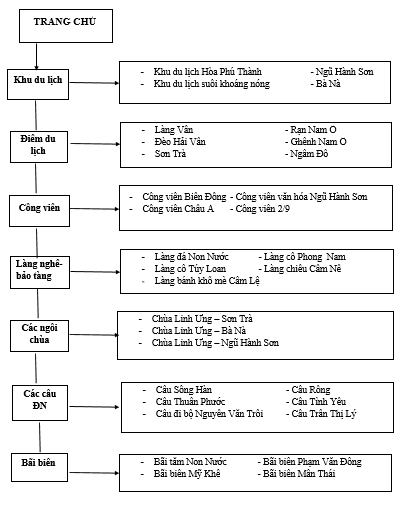 TRANG CHỦ
Khu du lịch
- Khu du lịch Hòa Phú Thành - Ngũ Hành Sơn
- Khu du lịch suối khoáng nóng - Bà Nà
Điểm du
lịch
- Làng Vân - Rạn Nam O
- Đèo Hải Vân - Ghềnh Nam O
- Sơn Trà - Ngầm Đô
Công viên
- Công viên Biển Đông - Công viên văn hóa Ngũ Hành Sơn
- Công viên Châu A - Công viên 2/9
Làng nghề-
bảo tàng
- Làng đá Non Nước - Làng cổ Phong Nam
- Làng cổ Túy Loan - Làng chiếu Cẩm Nê
- Làng bánh khô mè Cẩm Lệ
Các ngôi
chùa
- Chùa Linh Ưng – Sơn Trà
- Chùa Linh Ưng – Bà Nà
- Chùa Linh Ưng – Ngũ Hành Sơn
Các cầu
ĐN
- Cầu Sông Hàn - Cầu Rồng
- Cầu Thuận Phước - Cầu Tình Yêu
- Cầu đi bộ Nguyễn Văn Trỗi - Cầu Trần Thị Lý
Bãi biển
- Bãi tắm Non Nước - Bãi biển Phạm Văn Đồng
- Bãi biển Mỹ Khê - Bãi biển Mân Thái